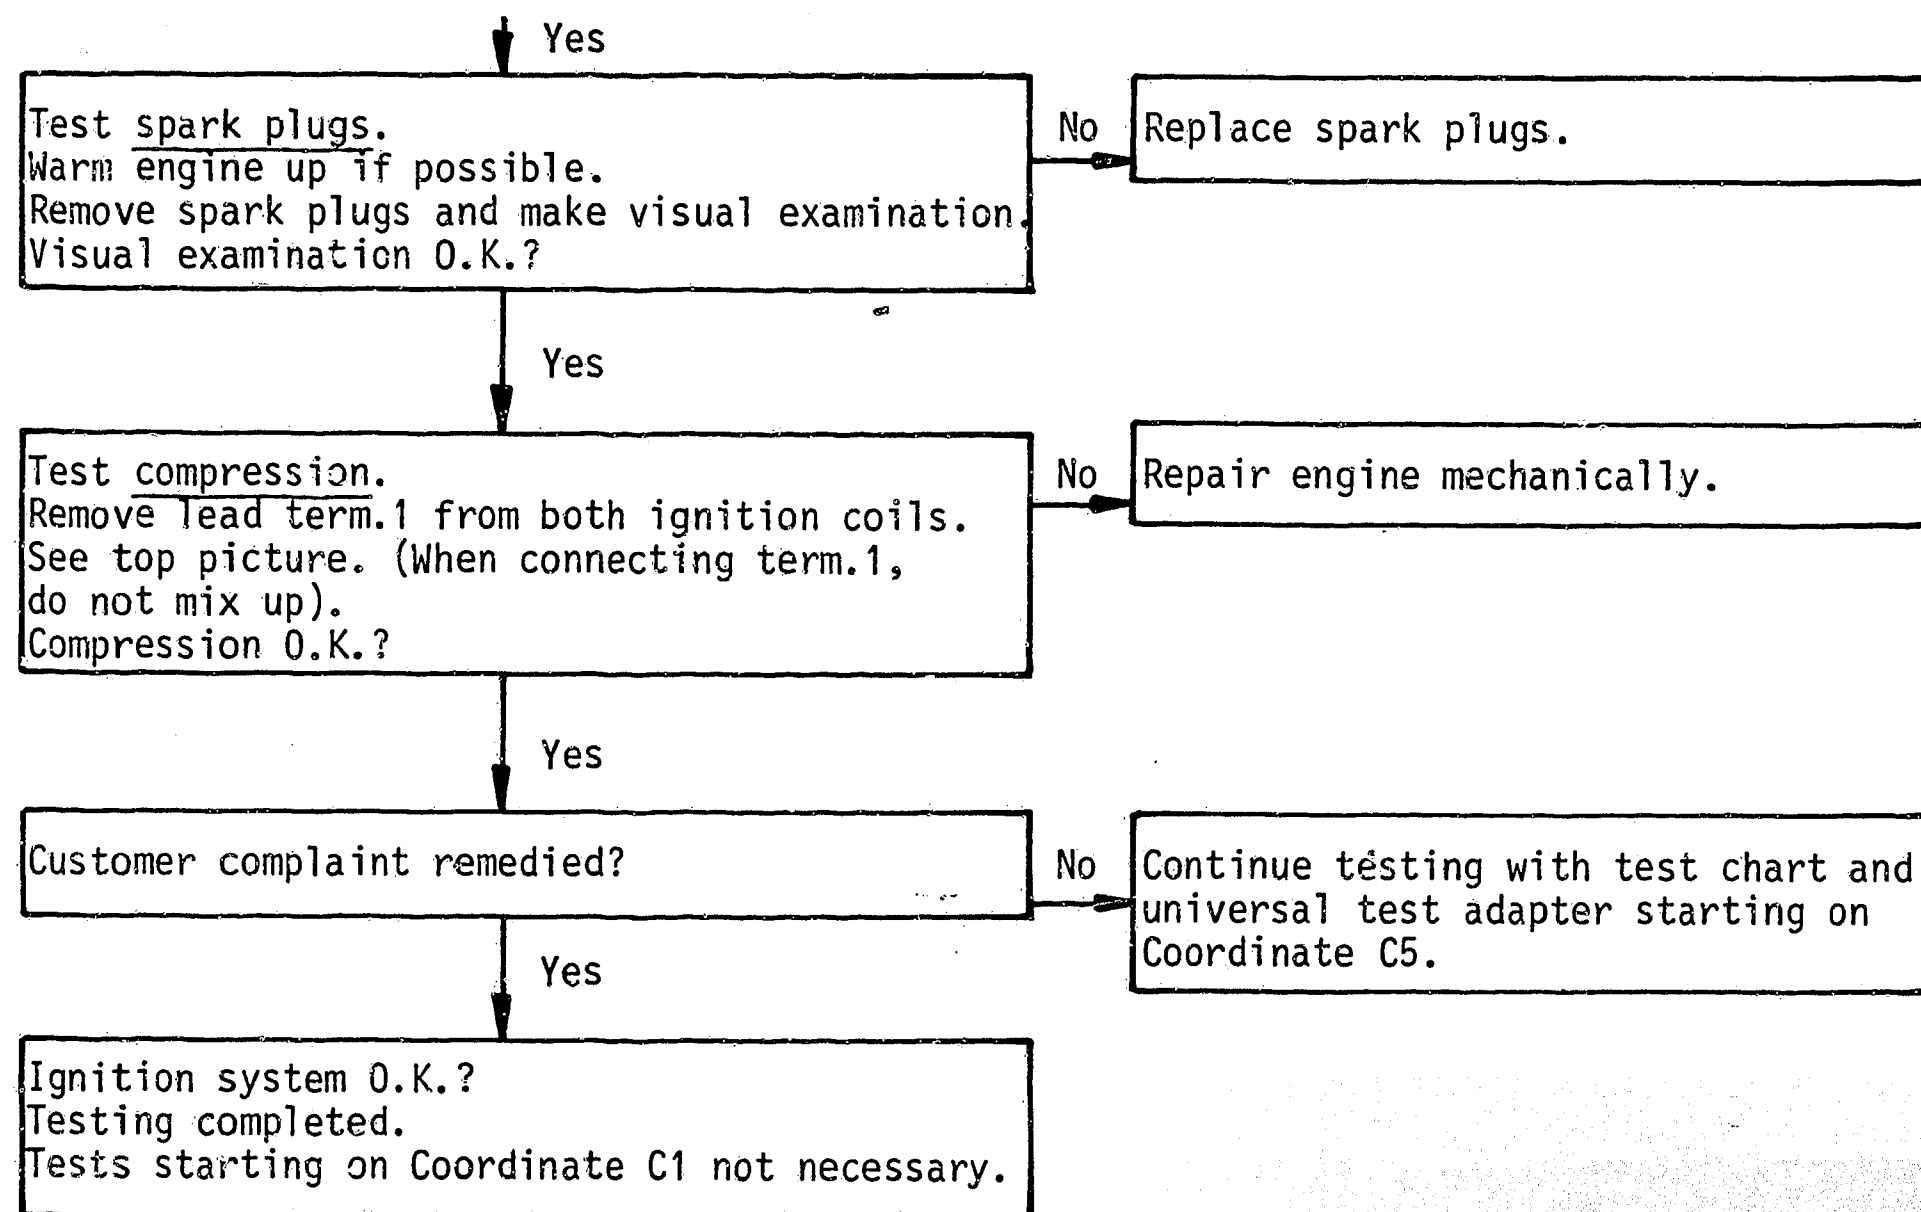 Yes
Test spark plugs.
Warm engine up if possible.
Remove spark plugs and make visual examination.
Visual examination O.K.?
No
Replace spark plugs.
Yes
Test compression.
Remove lead term.1 from both ignition coils.
See top picture. (When connecting term.1,
do not mix up).
Compression O.K.?
No
Repair engine mechanically.
Yes
Customer complaint remedied?
No
Continue testing with test chart and
universal test adapter starting on
Coordinate C5.
Yes
Ignition system O.K.?
Testing completed.
Tests starting on Coordinate C1 not necessary.